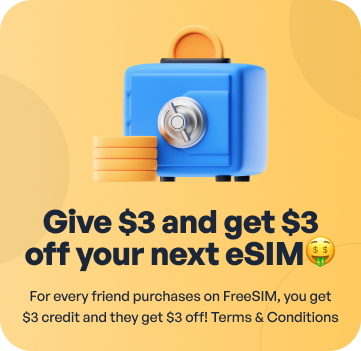 Give $3 and get $3
off your next eSIM🤑
For every friend purchases on FreeSIM, you get
$3 credit and they get $3 off! Terms & Conditions